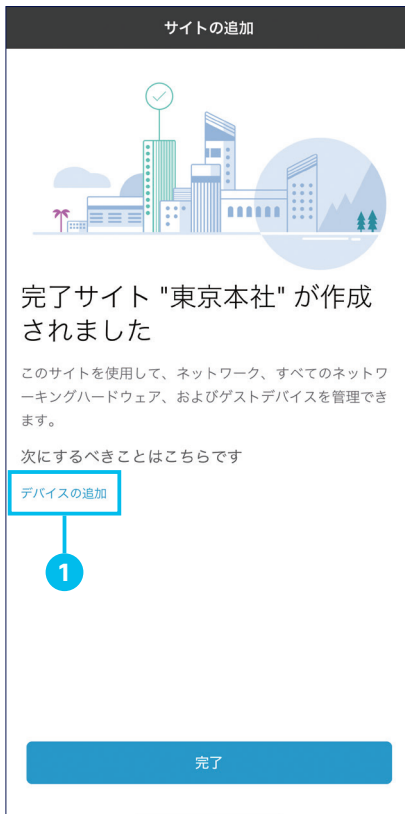 サイトの追加
完了サイト "東京本社" が作成
されました
このサイトを使用して、ネットワーク、すべてのネットワ
ーキングハードウェア、およびゲストデバイスを管理でき
ます。
次にするべきことはこちらです
デバイスの追加
1
完了